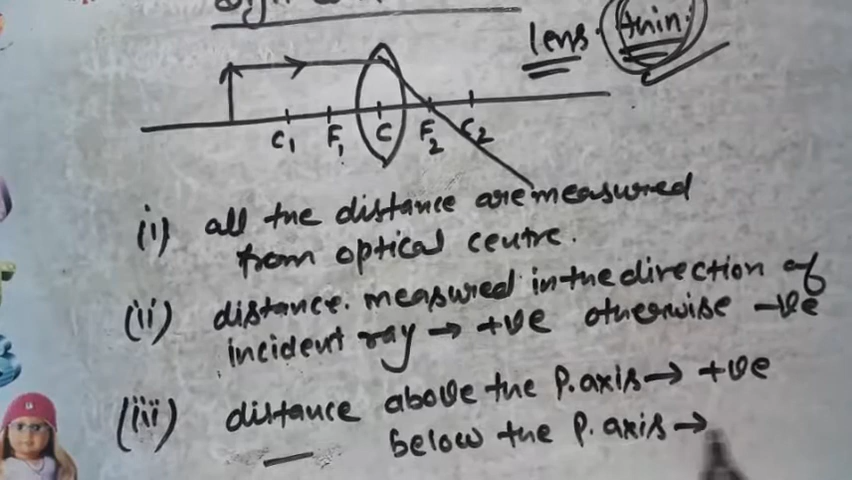 lens. thin.
C1 F1 C F2 C2
(i) all the distance are measured
from optical centre.
(ii) distance. measured in the direction of
incident ray → +ve otherwise -ve
(iii) distance above the P.axis → +ve
— below the P.axis →